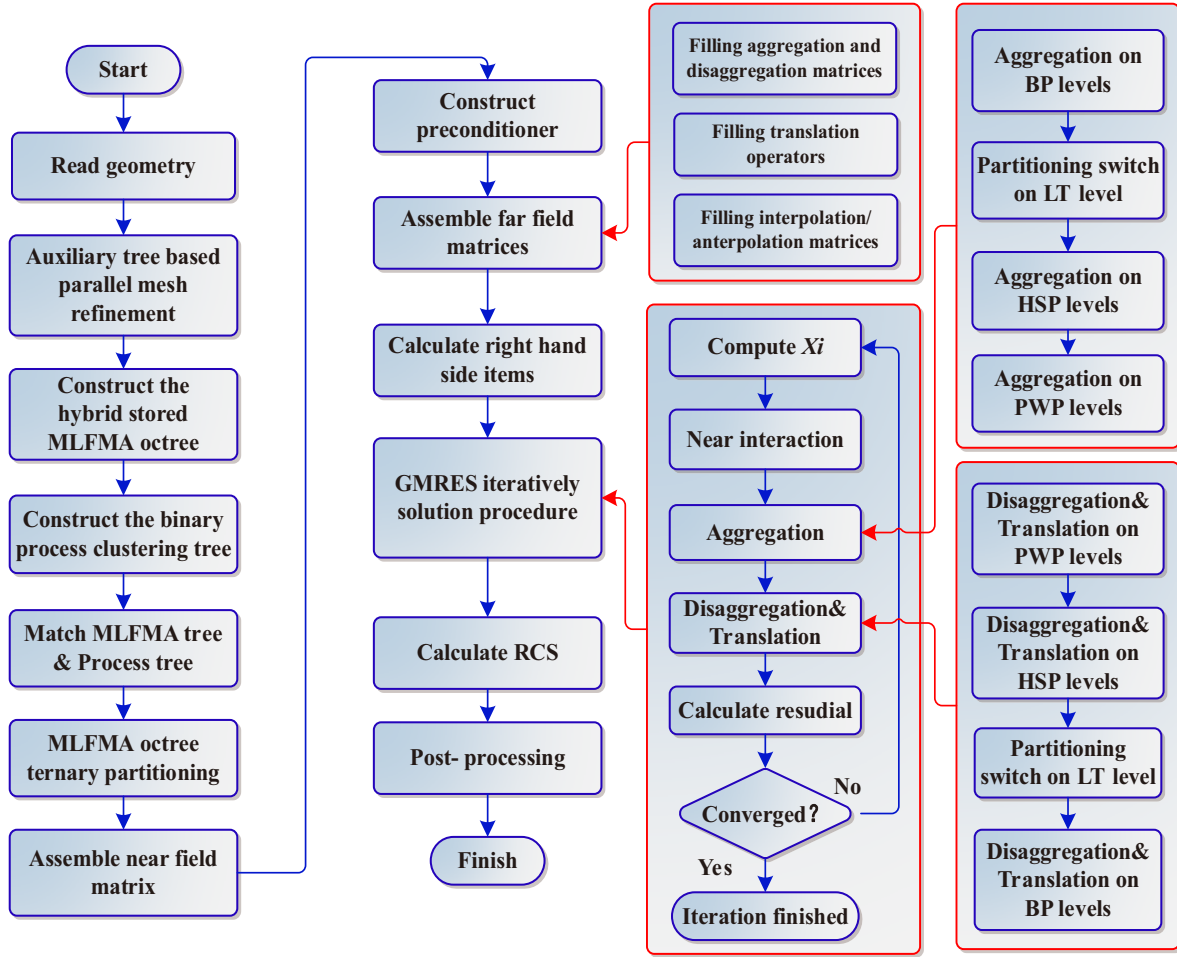 Start
Read geometry
Auxiliary tree based
parallel mesh
refinement
Construct the
hybrid stored
MLFMA octree
Construct the binary
process clustering tree
Match MLFMA tree
& Process tree
MLFMA octree
ternary partitioning
Assemble near field
matrix
Construct
preconditioner
Assemble far field
matrices
Calculate right hand
side items
GMRES iteratively
solution procedure
Calculate RCS
Post- processing
Finish
Filling aggregation and
disaggregation matrices
Filling translation
operators
Filling interpolation/
anterpolation matrices
Compute Xi
Near interaction
Aggregation
Disaggregation&
Translation
Calculate resudial
Converged?
No
Yes
Iteration finished
Aggregation on
BP levels
Partitioning switch
on LT level
Aggregation on
HSP levels
Aggregation on
PWP levels
Disaggregation&
Translation on
PWP levels
Disaggregation&
Translation on
HSP levels
Partitioning
switch on LT level
Disaggregation&
Translation on
BP levels